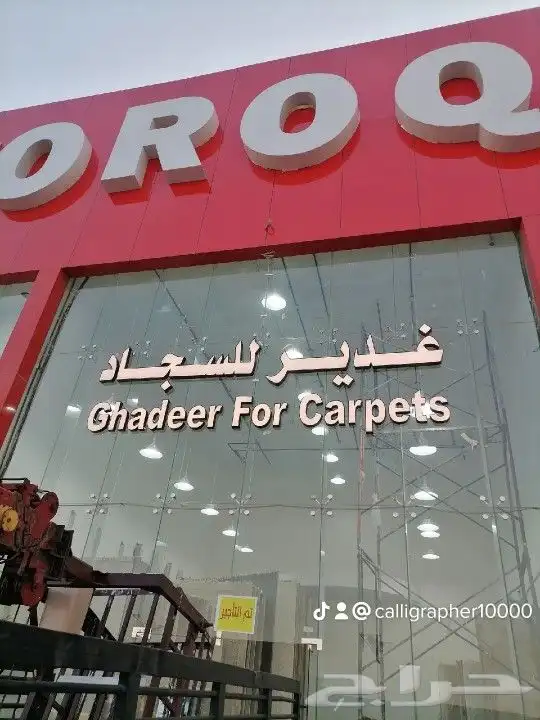 OROQ
غدير للسجاد
Ghadeer For Carpets
تم التأجير
@calligrapher10000
حراج